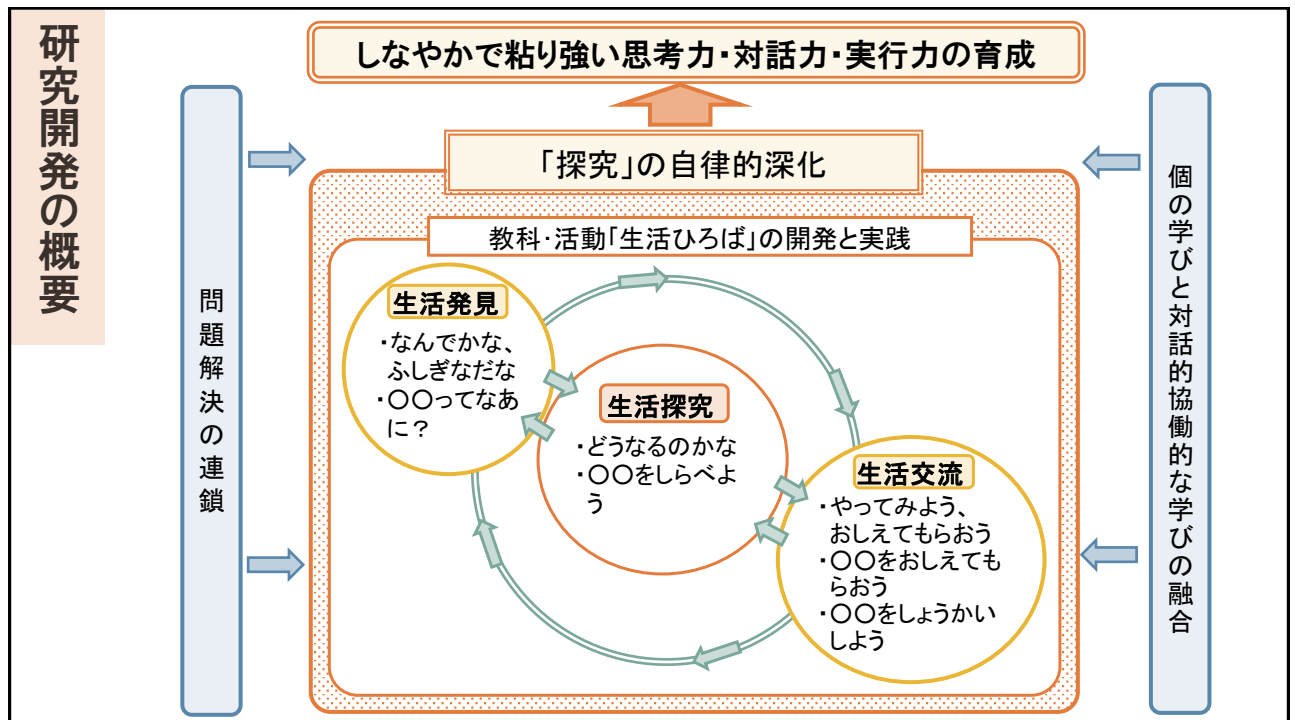 研究開発の概要
しなやかで粘り強い思考力・対話力・実行力の育成
「探究」の自律的深化
教科・活動「生活ひろば」の開発と実践
問題解決の連鎖
生活発見
・なんでかな、
ふしぎなだな
・〇〇ってなあ
に？
生活探究
・どうなるのかな
・〇〇をしらべよ
う
生活交流
・やってみよう、
おしえてもらおう
・〇〇をおしえても
らおう
・〇〇をしょうかい
しよう
個の学びと対話的協働的な学びの融合